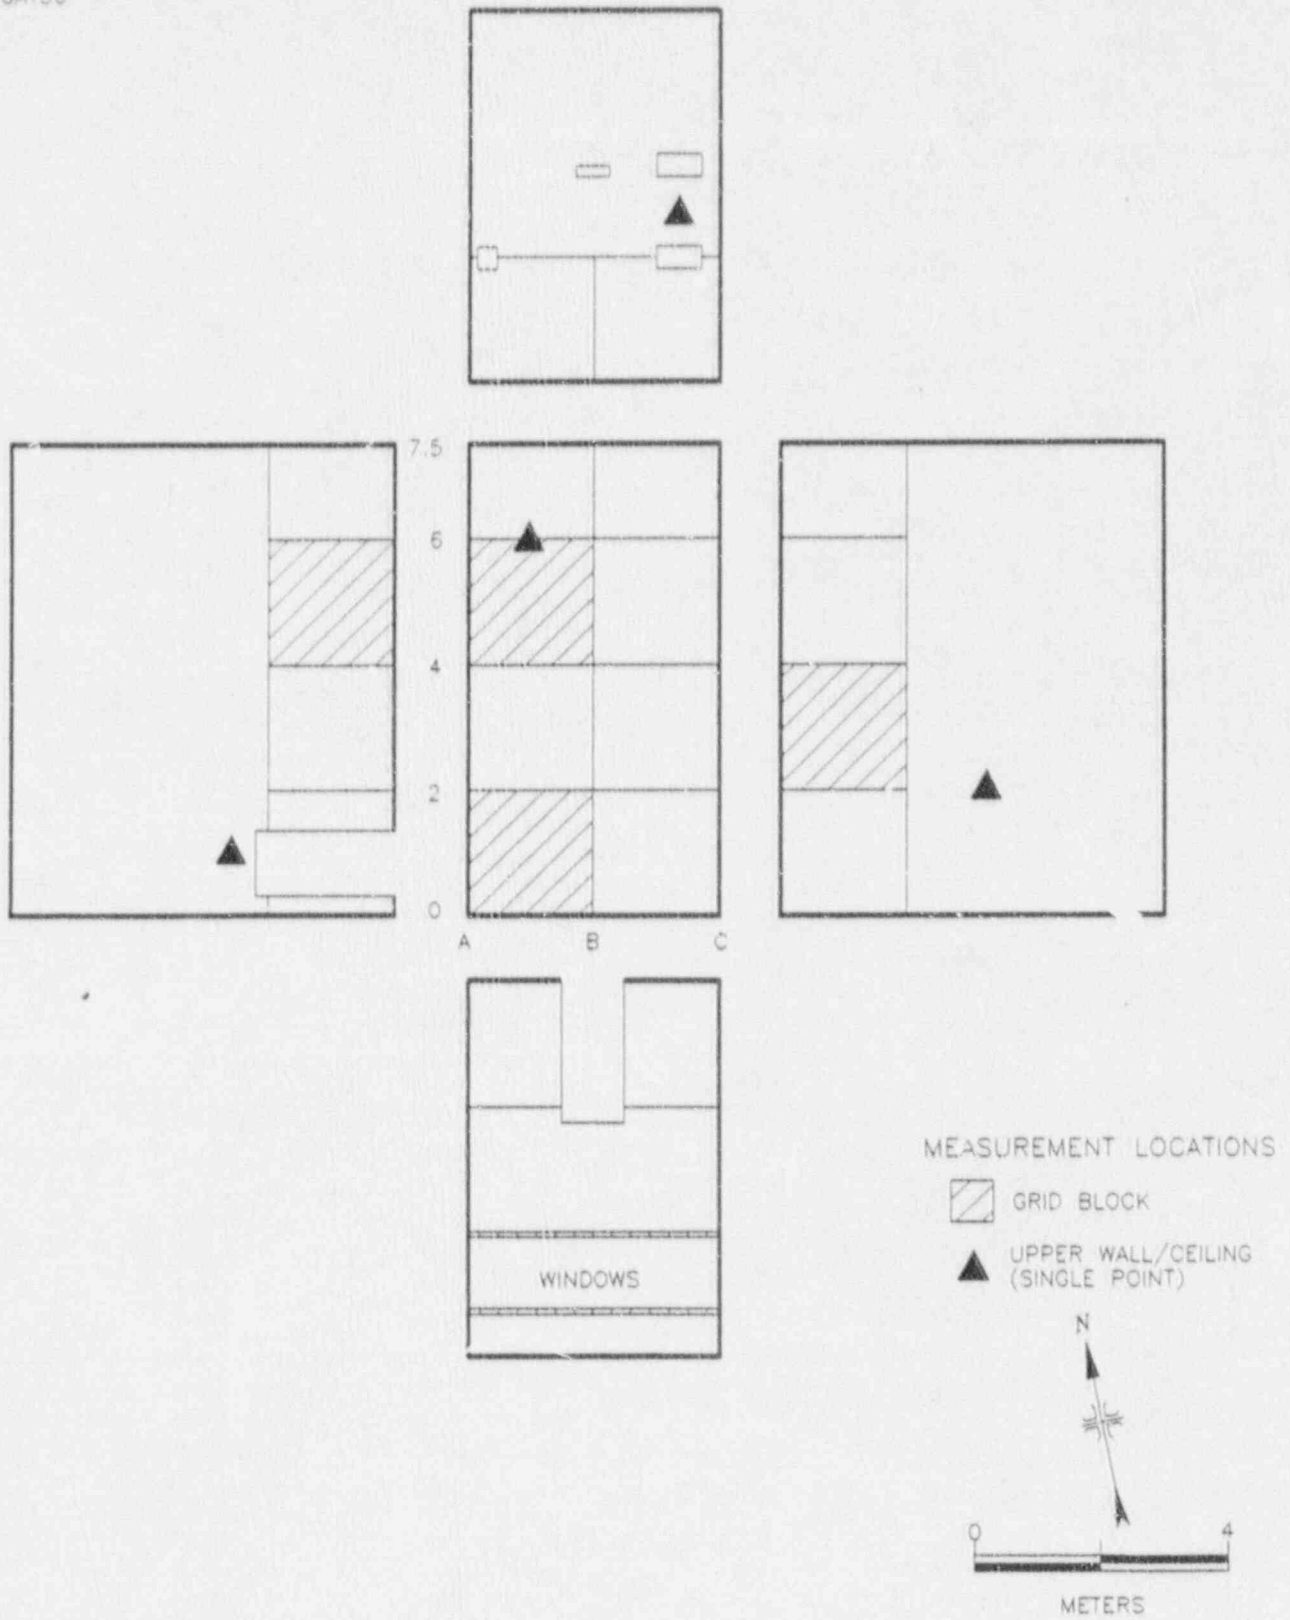 7.5
6
4
2
0
A B C
WINDOWS
MEASUREMENT LOCATIONS
GRID BLOCK
UPPER WALL/CEILING
(SINGLE POINT)
N
0 4
METERS